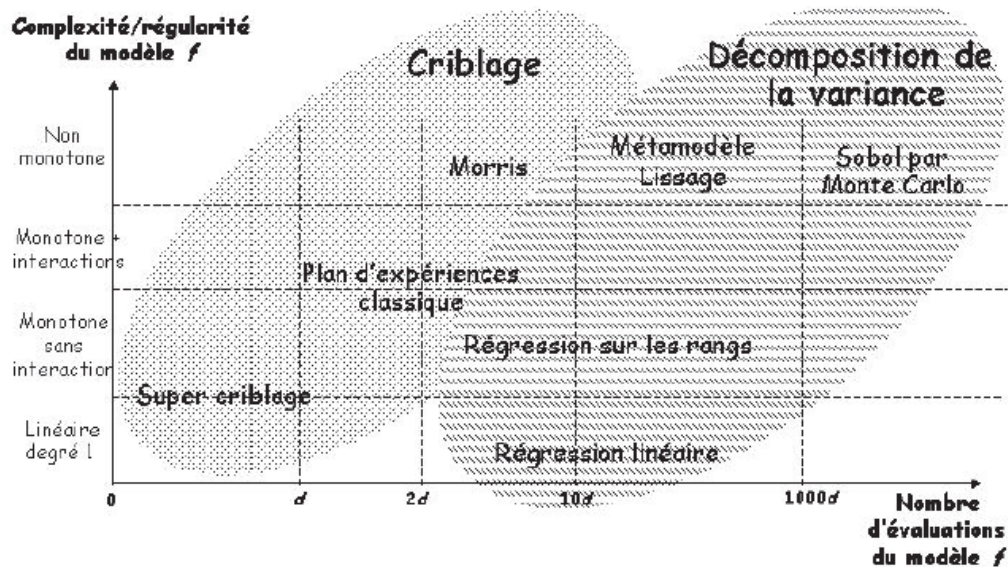 Complexité/régularité
du modèle f
Criblage
Décomposition de
la variance
Non
monotone
Morris
Métamodèle
Lissage
Sobol par
Monte Carlo
Monotone +
interactions
Plan d'expériences
classique
Monotone
sans
interaction
Régression sur les rangs
Super criblage
Linéaire
degré 1
Régression linéaire
0
d
2d
10d
1000d
Nombre
d'évaluations
du modèle f